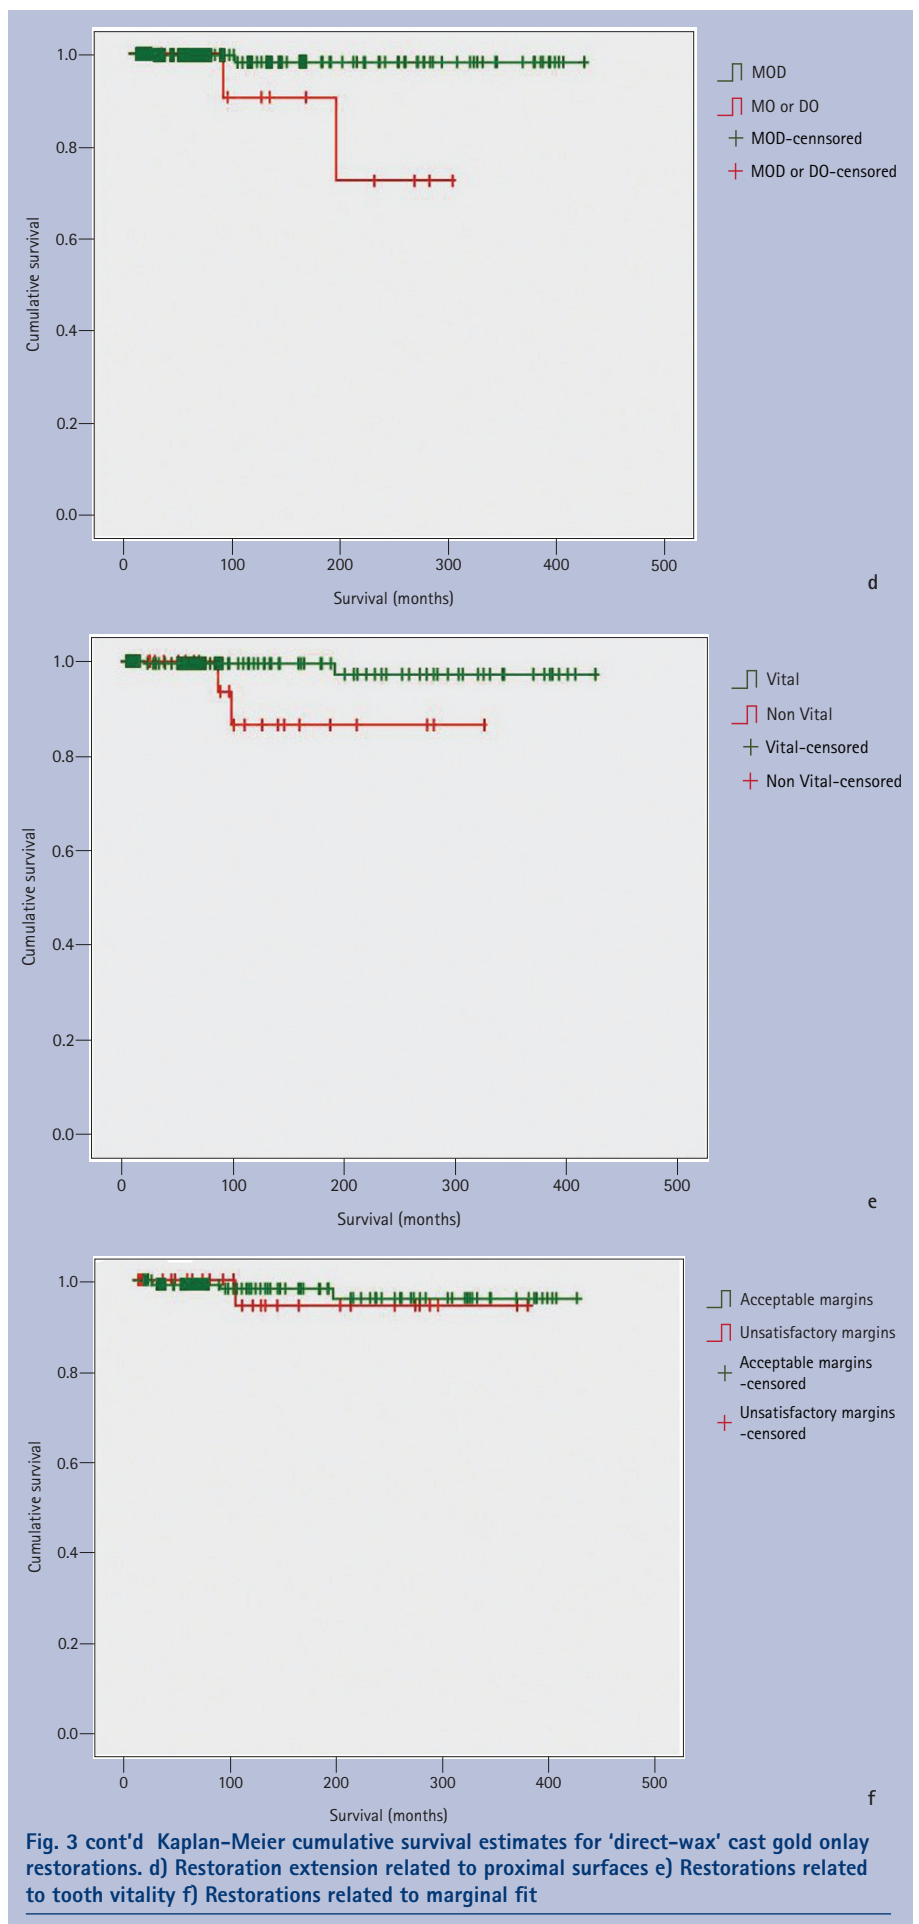 1.0
0.8
0.6
0.4
0.2
0.0
Cumulative survival
0 100 200 300 400 500
Survival (months)
MOD
MO or DO
MOD-cennsored
MOD or DO-censored
d
1.0
0.8
0.6
0.4
0.2
0.0
Cumulative survival
0 100 200 300 400 500
Survival (months)
Vital
Non Vital
Vital-censored
Non Vital-censored
e
1.0
0.8
0.6
0.4
0.2
0.0
Cumulative survival
0 100 200 300 400 500
Survival (months)
Acceptable margins
Unsatisfactory margins
Acceptable margins
-censored
Unsatisfactory margins
-censored
f
Fig. 3 cont'd Kaplan-Meier cumulative survival estimates for 'direct-wax' cast gold onlay
restorations. d) Restoration extension related to proximal surfaces e) Restorations related
to tooth vitality f) Restorations related to marginal fit